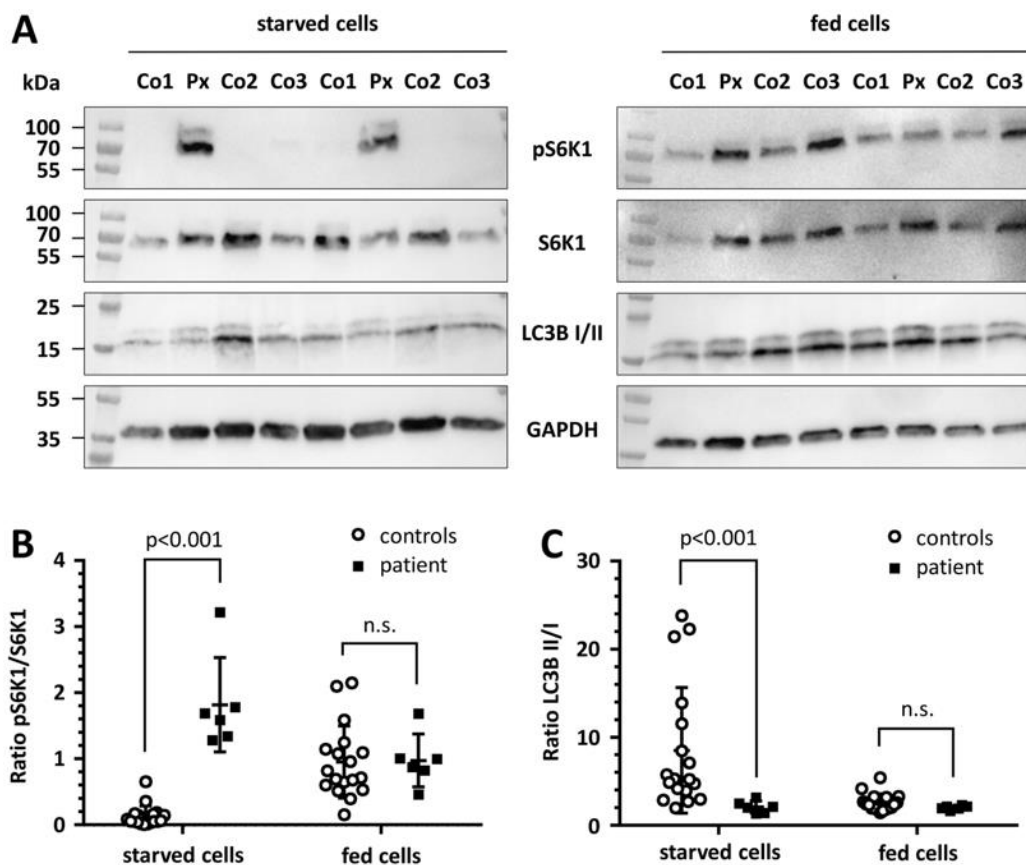 A
starved cells
fed cells
kDa
Co1 Px Co2 Co3 Co1 Px Co2 Co3
Co1 Px Co2 Co3 Co1 Px Co2 Co3
100
70
55
pS6K1
100
70
55
S6K1
25
15
LC3B I/II
55
35
GAPDH
B
p<0.001
controls
patient
n.s.
Ratio pS6K1/S6K1
4
3
2
1
0
starved cells
fed cells
C
p<0.001
controls
patient
n.s.
Ratio LC3B II/I
30
20
10
0
starved cells
fed cells